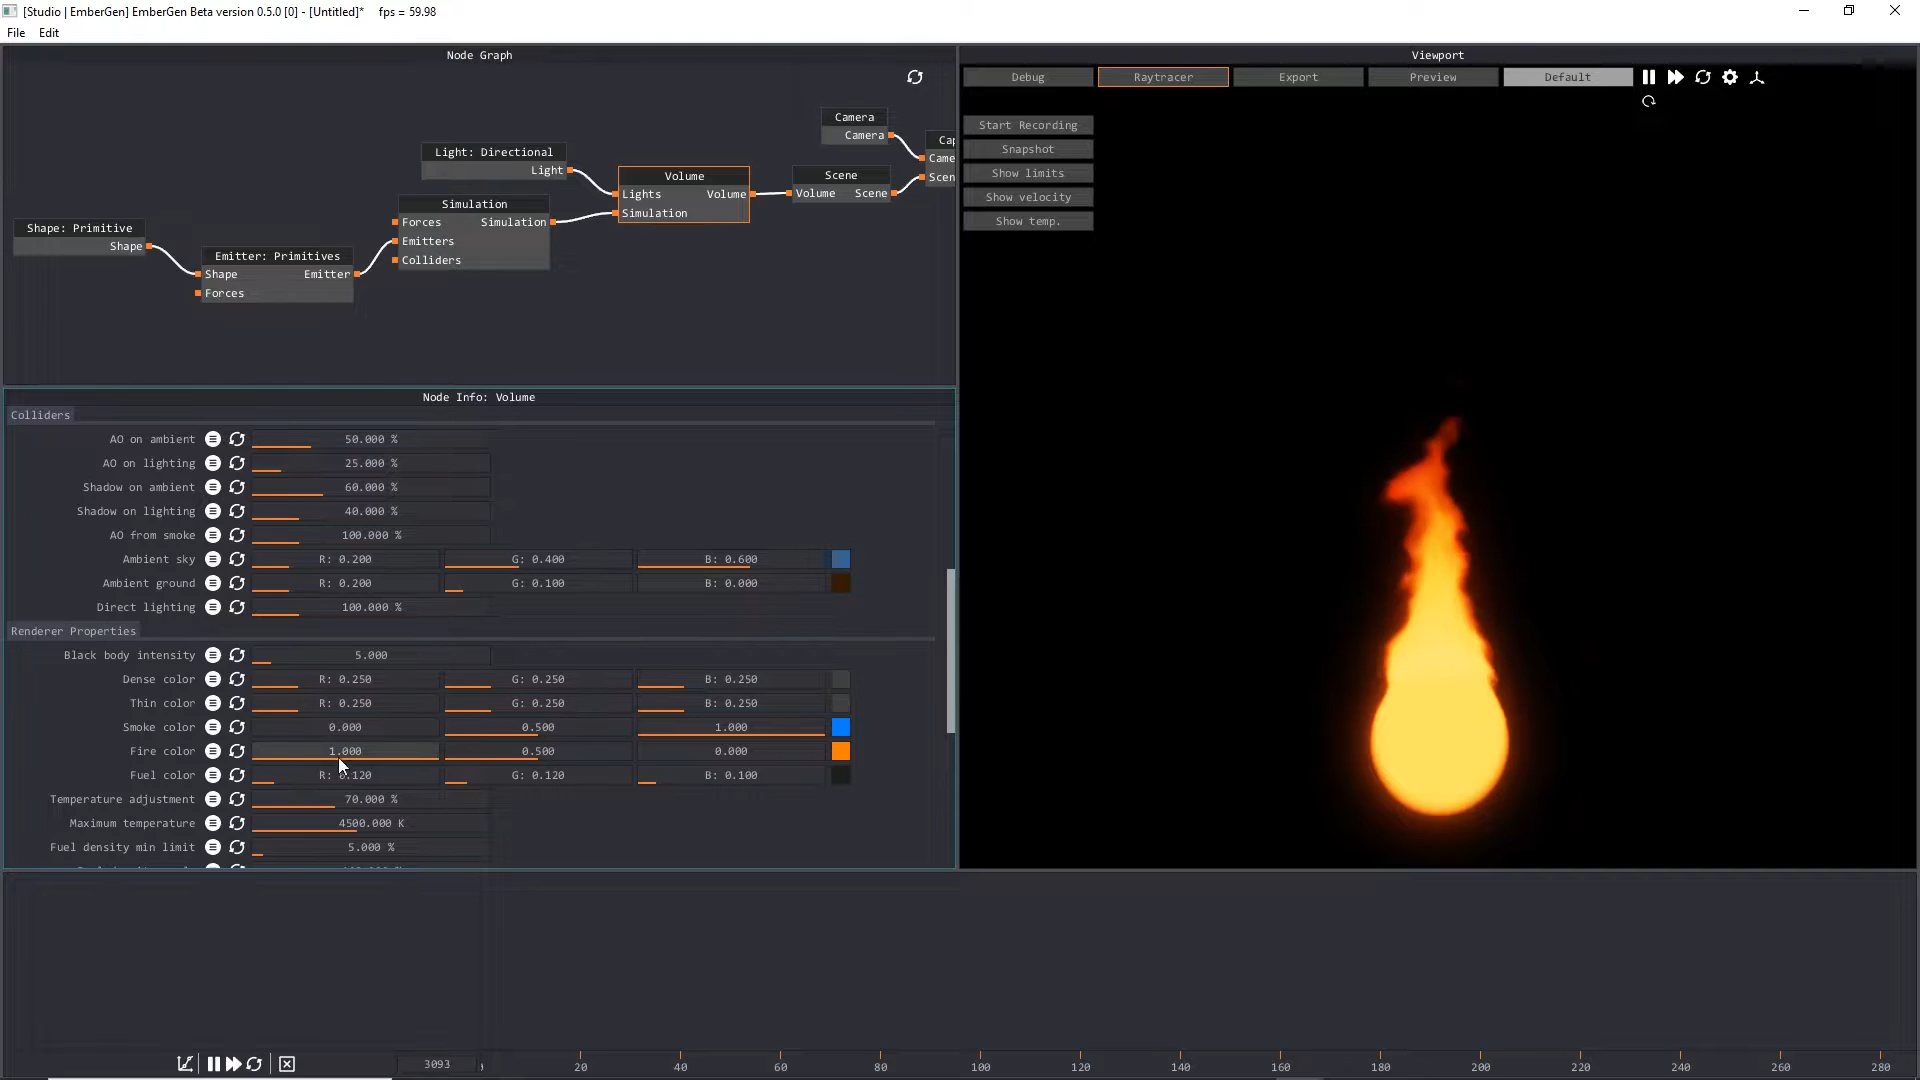 [Studio | EmberGen] EmberGen Beta version 0.5.0 [0] - [Untitled]* fps = 59.98
File Edit
Node Graph
Viewport
Debug Raytracer Export Preview Default
Start Recording
Snapshot
Show limits
Show velocity
Show temp.
Camera
Camera
Light: Directional
Light
Volume
Lights Volume
Simulation
Scene
Volume Scene
Came
Scen
Simulation
Forces Simulation
Emitters
Colliders
Shape: Primitive
Shape
Emitter: Primitives
Shape Emitter
Forces
Node Info: Volume
Colliders
AO on ambient 50.000 %
AO on lighting 25.000 %
Shadow on ambient 60.000 %
Shadow on lighting 40.000 %
AO from smoke 100.000 %
Ambient sky R: 0.200 G: 0.400 B: 0.600
Ambient ground R: 0.200 G: 0.100 B: 0.000
Direct lighting 100.000 %
Renderer Properties
Black body intensity 5.000
Dense color R: 0.250 G: 0.250 B: 0.250
Thin color R: 0.250 G: 0.250 B: 0.250
Smoke color 0.000 0.500 1.000
Fire color 1.000 0.500 0.000
Fuel color R: 0.120 G: 0.120 B: 0.100
Temperature adjustment 70.000 %
Maximum temperature 4500.000 K
Fuel density min limit 5.000 %
3093 20 40 60 80 100 120 140 160 180 200 220 240 260 280